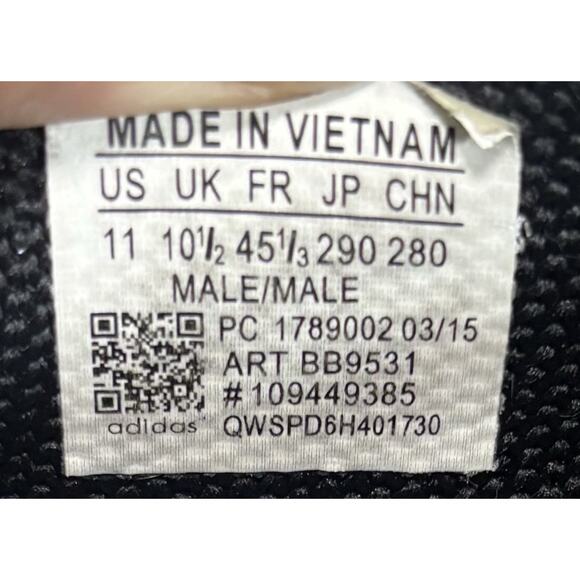 MADE IN VIETNAM
US UK FR JP CHN
11 10½ 45⅓ 290 280
MALE/MALE
PC 1789002 03/15
ART BB9531
# 109449385
adidas QWSPD6H401730